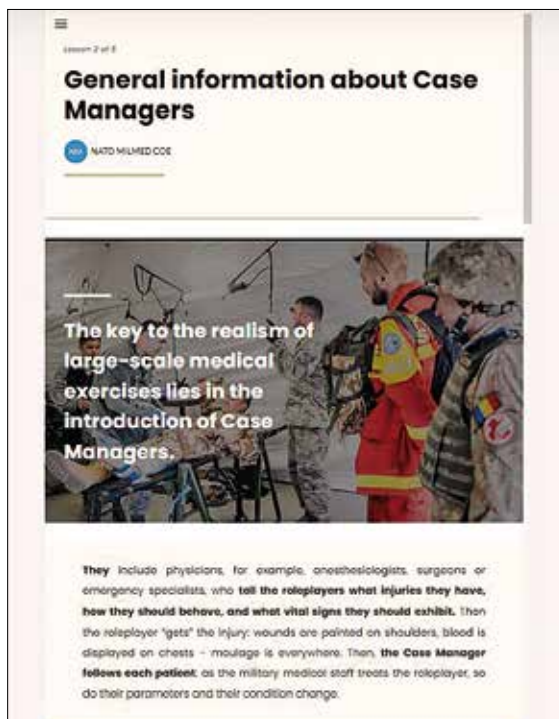 Lesson 2 of 5
General information about Case
Managers
NM NATO MILMED COE
The key to the realism of
large-scale medical
exercises lies in the
introduction of Case
Managers.
They include physicians, for example, anesthesiologists, surgeons or
emergency specialists, who tell the roleplayers what injuries they have,
how they should behave, and what vital signs they should exhibit. Then
the roleplayer "gets" the injury: wounds are painted on shoulders, blood is
displayed on chests – moulage is everywhere. Then, the Case Manager
follows each patient: as the military medical staff treats the roleplayer, so
do their parameters and their condition change.